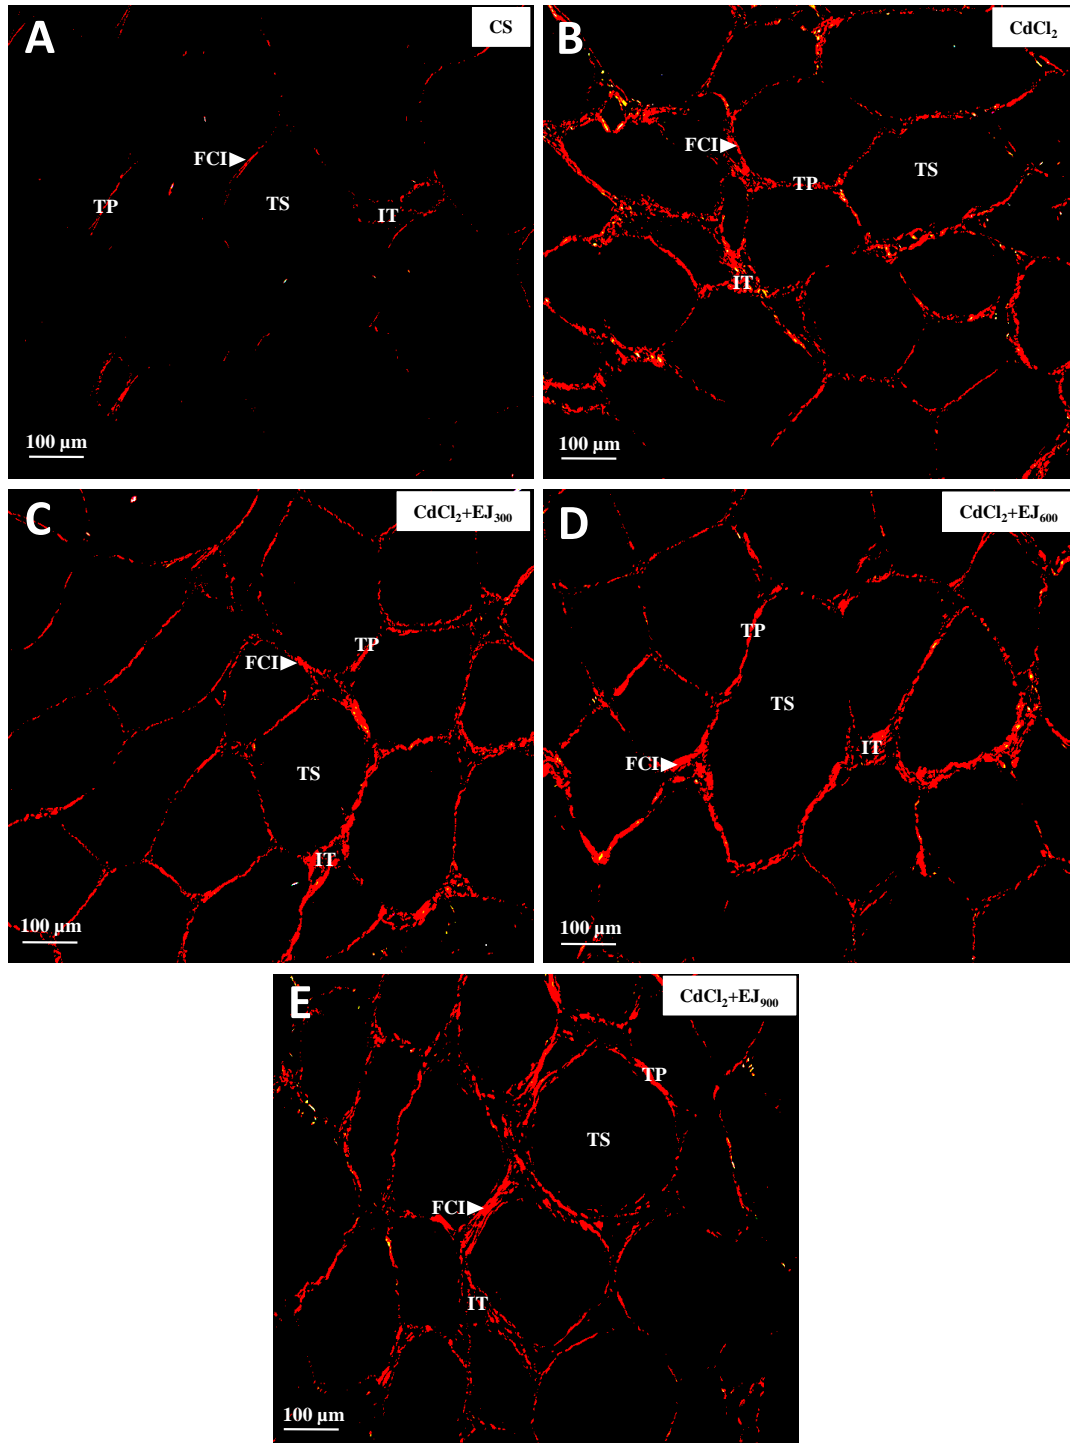 A
CS
FCI
TP
TS
IT
100 µm
B
CdCl₂
FCI
TP
TS
IT
100 µm
C
CdCl₂+EJ₃₀₀
TP
FCI
TS
IT
100 µm
D
CdCl₂+EJ₆₀₀
TP
TS
IT
FCI
100 µm
E
CdCl₂+EJ₉₀₀
TP
TS
FCI
IT
100 µm